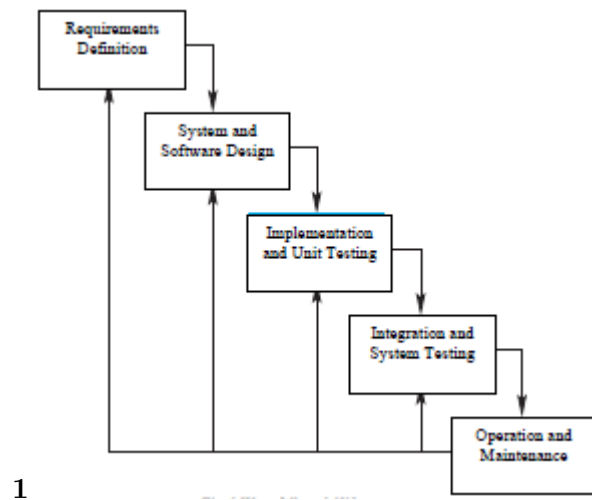 Requirements
Definition
System and
Software Design
Implementation
and Unit Testing
Integration and
System Testing
Operation and
Maintenance
1